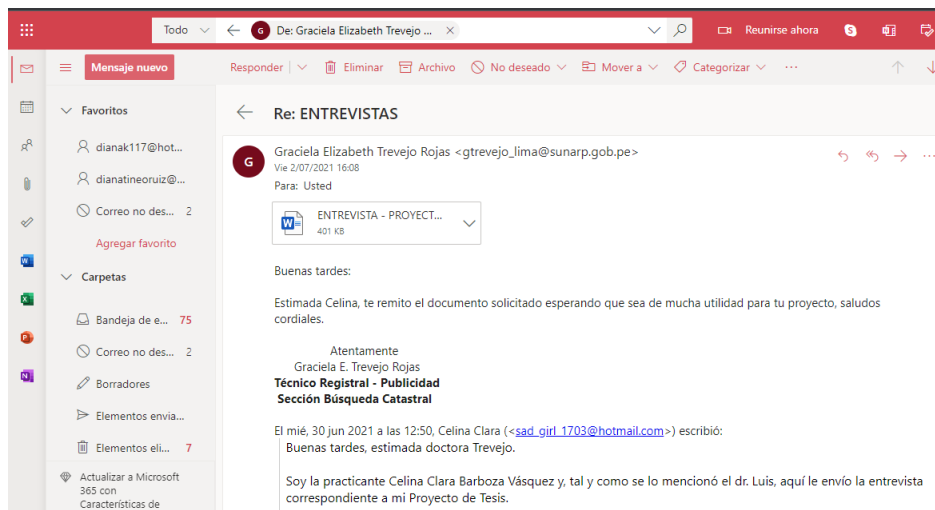 Todo
G De: Graciela Elizabeth Trevejo ... ×
Reunirse ahora
Mensaje nuevo
Responder
Eliminar
Archivo
No deseado
Mover a
Categorizar
...
Favoritos
dianak117@hot...
dianatineoruiz@...
Correo no des... 2
Agregar favorito
Carpetas
Bandeja de e... 75
Correo no des... 2
Borradores
Elementos envia...
Elementos eli... 7
Actualizar a Microsoft
365 con
Características de
Re: ENTREVISTAS
G
Graciela Elizabeth Trevejo Rojas <gtrevejo_lima@sunarp.gob.pe>
Vie 2/07/2021 16:08
Para: Usted
ENTREVISTA - PROYECT...
401 KB
Buenas tardes:
Estimada Celina, te remito el documento solicitado esperando que sea de mucha utilidad para tu proyecto, saludos
cordiales.
Atentamente
Graciela E. Trevejo Rojas
Técnico Registral - Publicidad
Sección Búsqueda Catastral
El mié, 30 jun 2021 a las 12:50, Celina Clara (<sad_girl_1703@hotmail.com>) escribió:
Buenas tardes, estimada doctora Trevejo.
Soy la practicante Celina Clara Barboza Vásquez y, tal y como se lo mencionó el dr. Luis, aquí le envío la entrevista
correspondiente a mi Proyecto de Tesis.